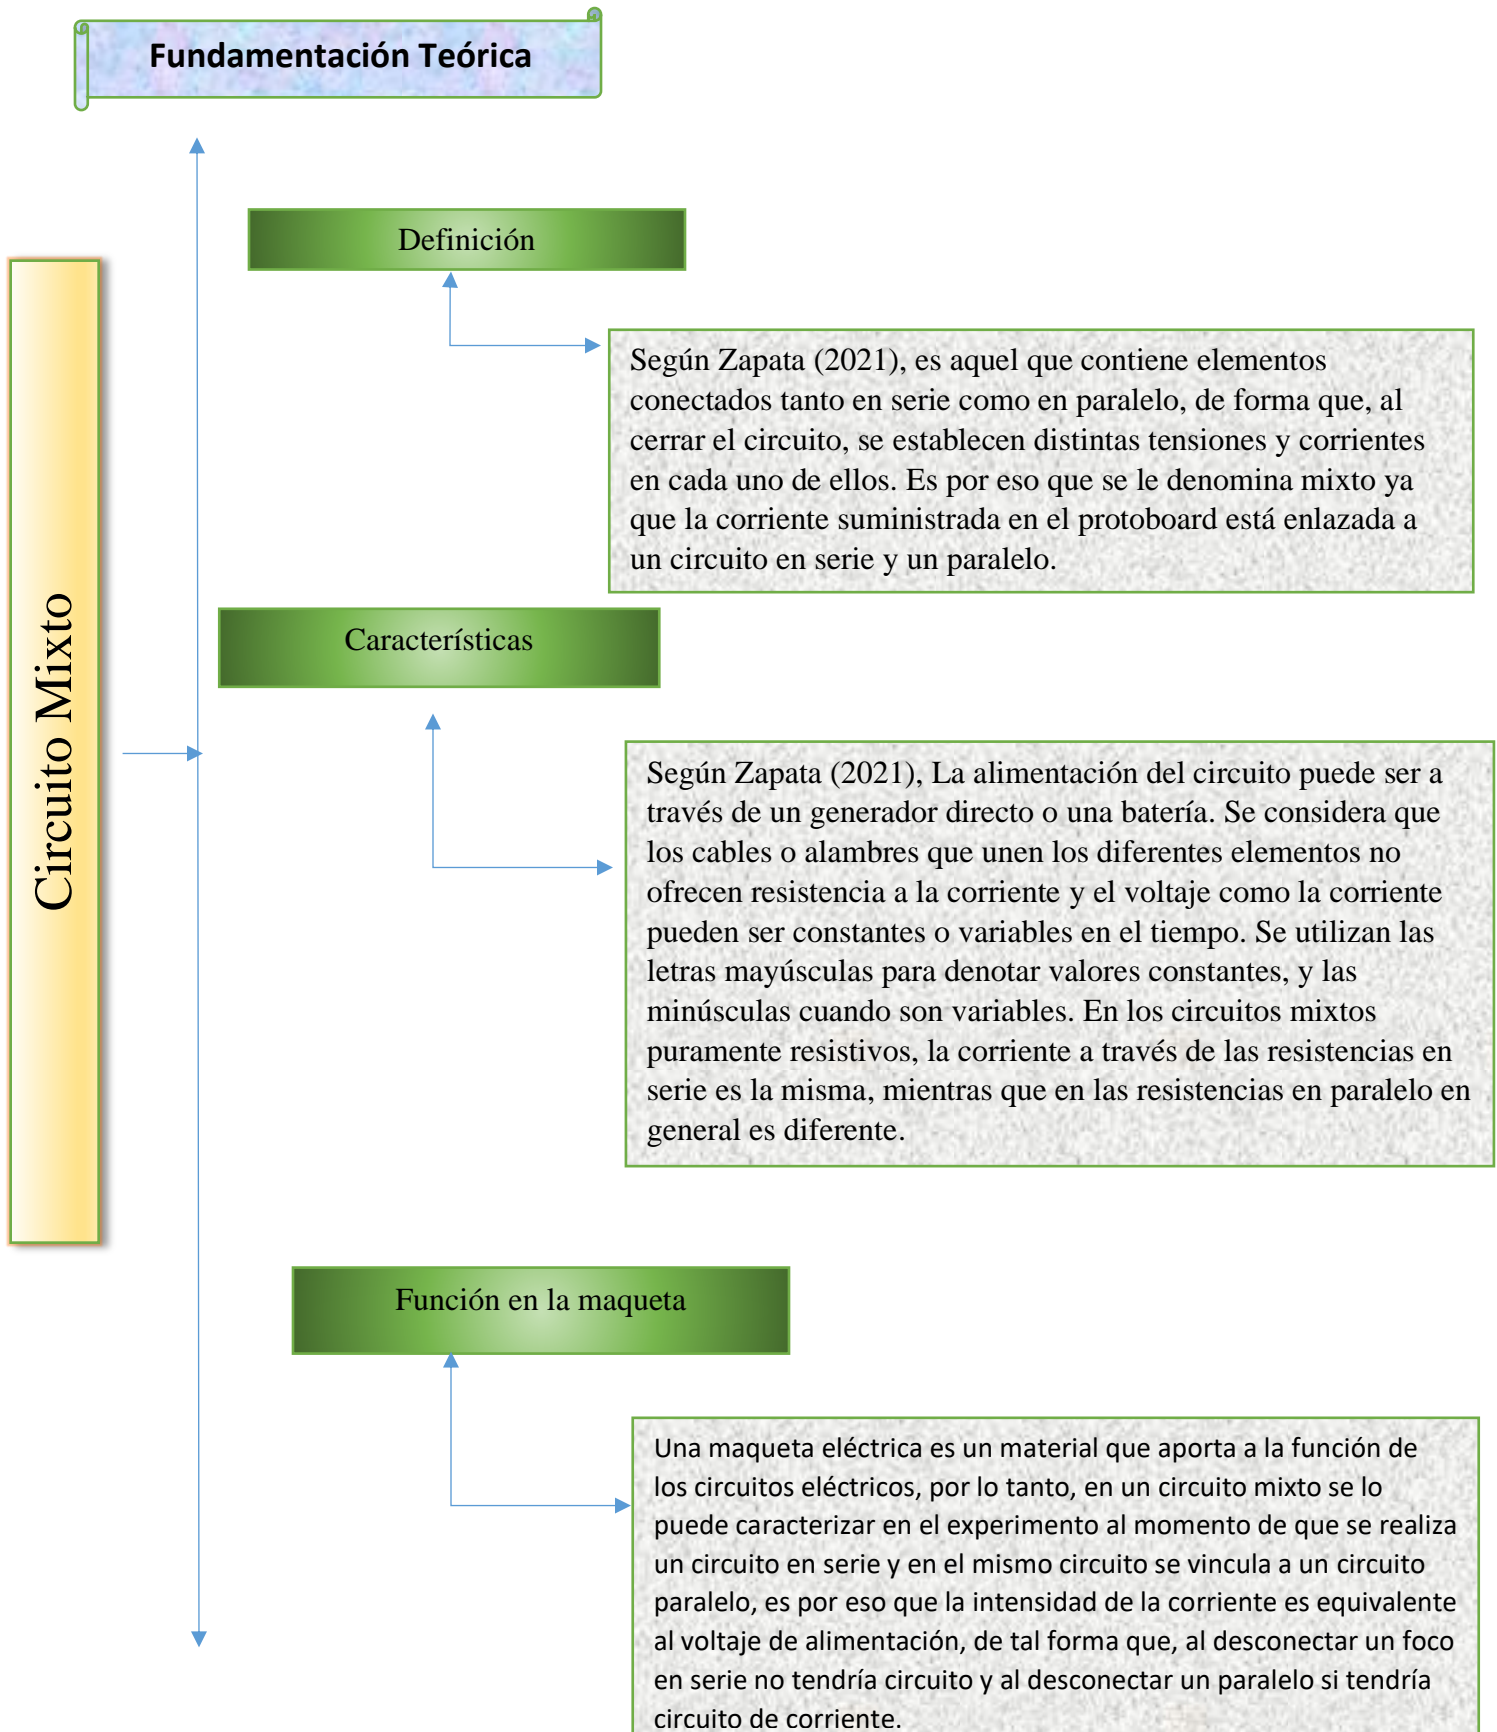 Fundamentación Teórica
Circuito Mixto
Definición
Según Zapata (2021), es aquel que contiene elementos
conectados tanto en serie como en paralelo, de forma que, al
cerrar el circuito, se establecen distintas tensiones y corrientes
en cada uno de ellos. Es por eso que se le denomina mixto ya
que la corriente suministrada en el protoboard está enlazada a
un circuito en serie y un paralelo.
Característicás
Según Zapata (2021), La alimentación del circuito puede ser a
través de un generador directo o una batería. Se considera que
los cables o alambres que unen los diferentes elementos no
ofrecen resistencia a la corriente y el voltaje como la corriente
pueden ser constantes o variables en el tiempo. Se utilizan las
letras mayúsculas para denotar valores constantes, y las
minúsculas cuando son variables. En los circuitos mixtos
puramente resistivos, la corriente a través de las resistencias en
serie es la misma, mientras que en las resistencias en paralelo en
general es diferente.
Función en la maqueta
Una maqueta eléctrica es un material que aporta a la función de
los circuitos eléctricos, por lo tanto, en un circuito mixto se lo
puede caracterizar en el experimento al momento de que se realiza
un circuito en serie y en el mismo circuito se vincula a un circuito
paralelo, es por eso que la intensidad de la corriente es equivalente
al voltaje de alimentación, de tal forma que, al desconectar un foco
en serie no tendría circuito y al desconectar un paralelo si tendría
circuito de corriente.